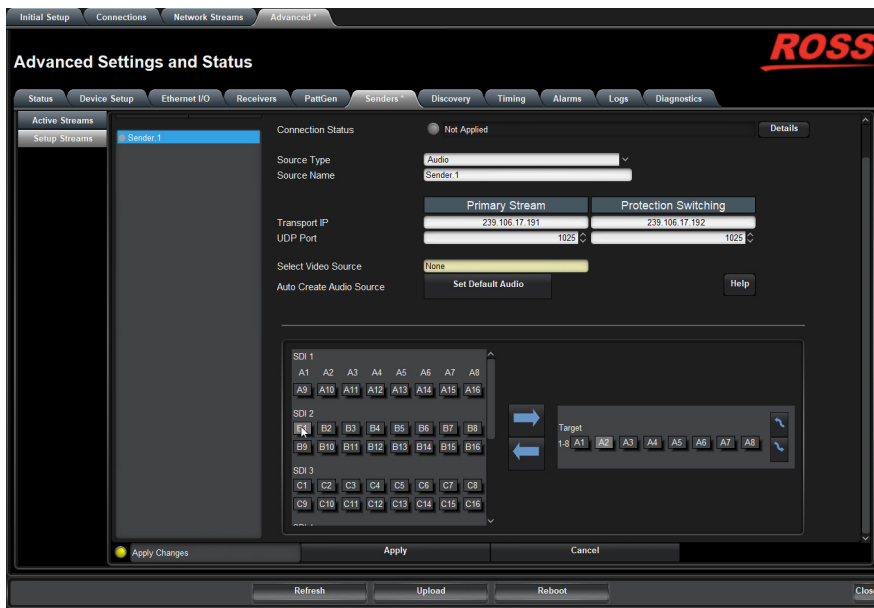 Initial Setup Connections Network Streams Advanced *
Advanced Settings and Status
ROSS
Status Device Setup Ethernet I/O Receivers PattGen Senders * Discovery Timing Alarms Logs Diagnostics
Active Streams
Setup Streams
Sender.1
Connection Status Not Applied Details
Source Type Audio
Source Name Sender.1
Primary Stream Protection Switching
Transport IP 239.106.17.191 239.106.17.192
UDP Port 1025 1025
Select Video Source None
Auto Create Audio Source Set Default Audio Help
SDI 1
A1 A2 A3 A4 A5 A6 A7 A8
A9 A10 A11 A12 A13 A14 A15 A16
SDI 2
B1 B2 B3 B4 B5 B6 B7 B8
B9 B10 B11 B12 B13 B14 B15 B16
SDI 3
C1 C2 C3 C4 C5 C6 C7 C8
C9 C10 C11 C12 C13 C14 C15 C16
Target
1-8 A1 A2 A3 A4 A5 A6 A7 A8
Apply Changes Apply Cancel
Refresh Upload Reboot Clos